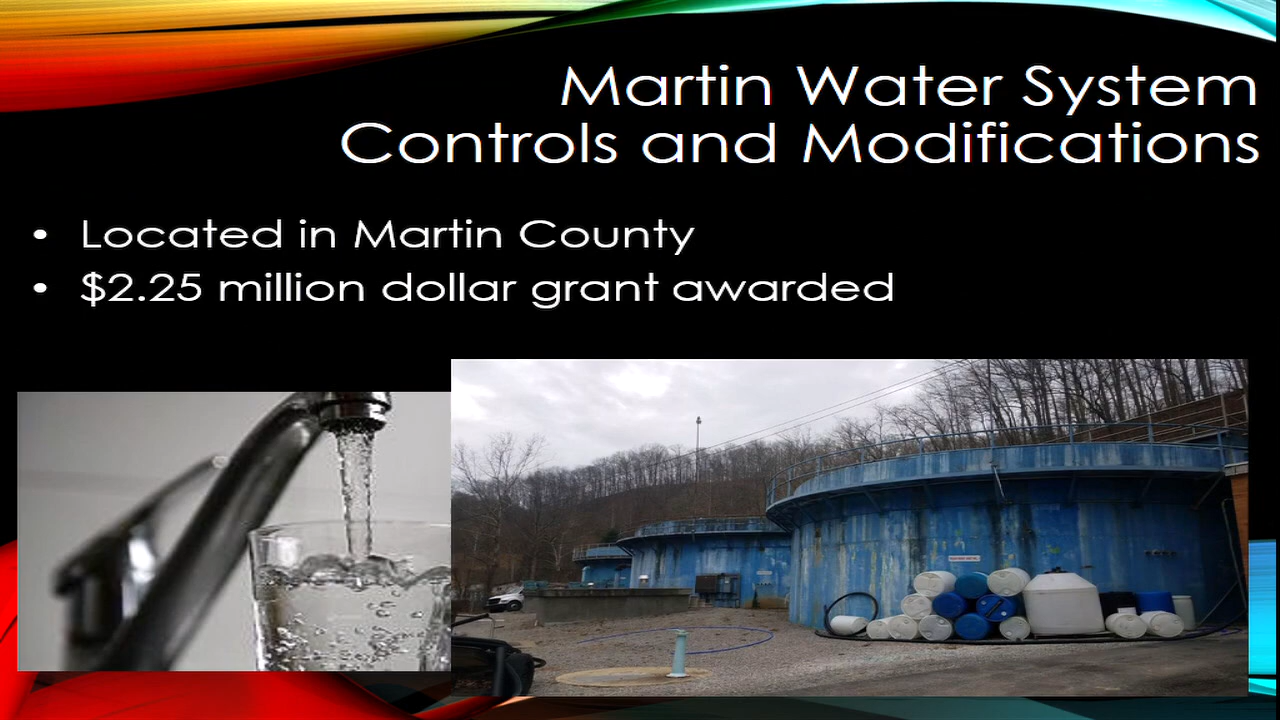 Martin Water System
Controls and Modifications
• Located in Martin County
• $2.25 million dollar grant awarded